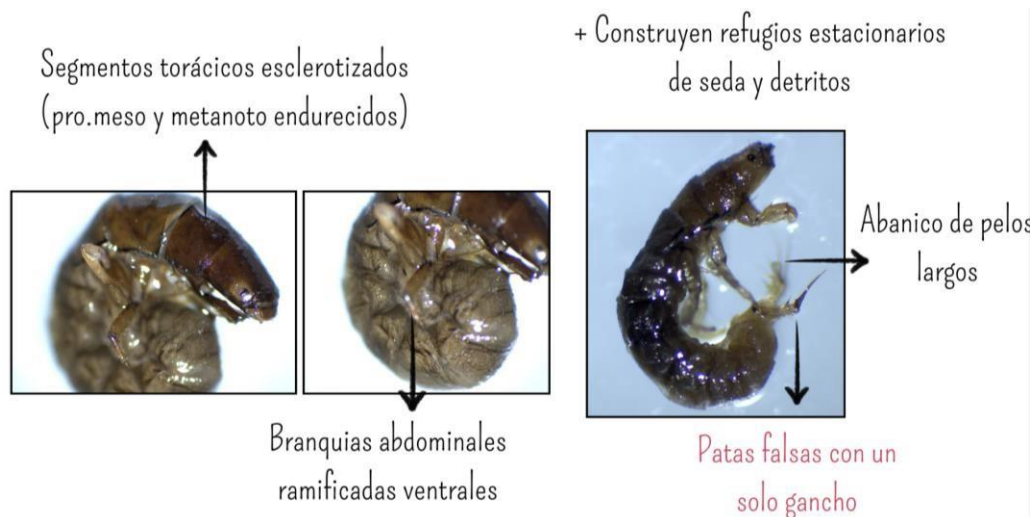 Segmentos torácicos esclerotizados
(pro.meso y metanoto endurecidos)
+ Construyen refugios estacionarios
de seda y detritos
Abanico de pelos
largos
Branquias abdominales
ramificadas ventrales
Patas falsas con un
solo gancho